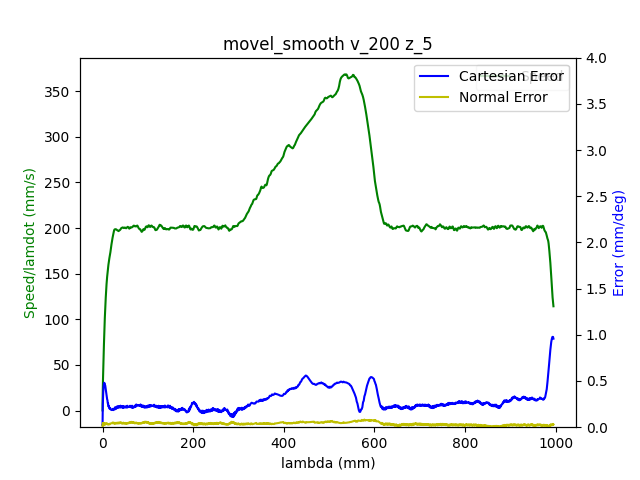 movel_smooth v_200 z_5
Cartesian Error
Normal Error
Speed/lamdot (mm/s)
350
300
250
200
150
100
50
0
4.0
3.5
3.0
2.5
2.0
1.5
1.0
0.5
0.0
Error (mm/deg)
0 200 400 600 800 1000
lambda (mm)